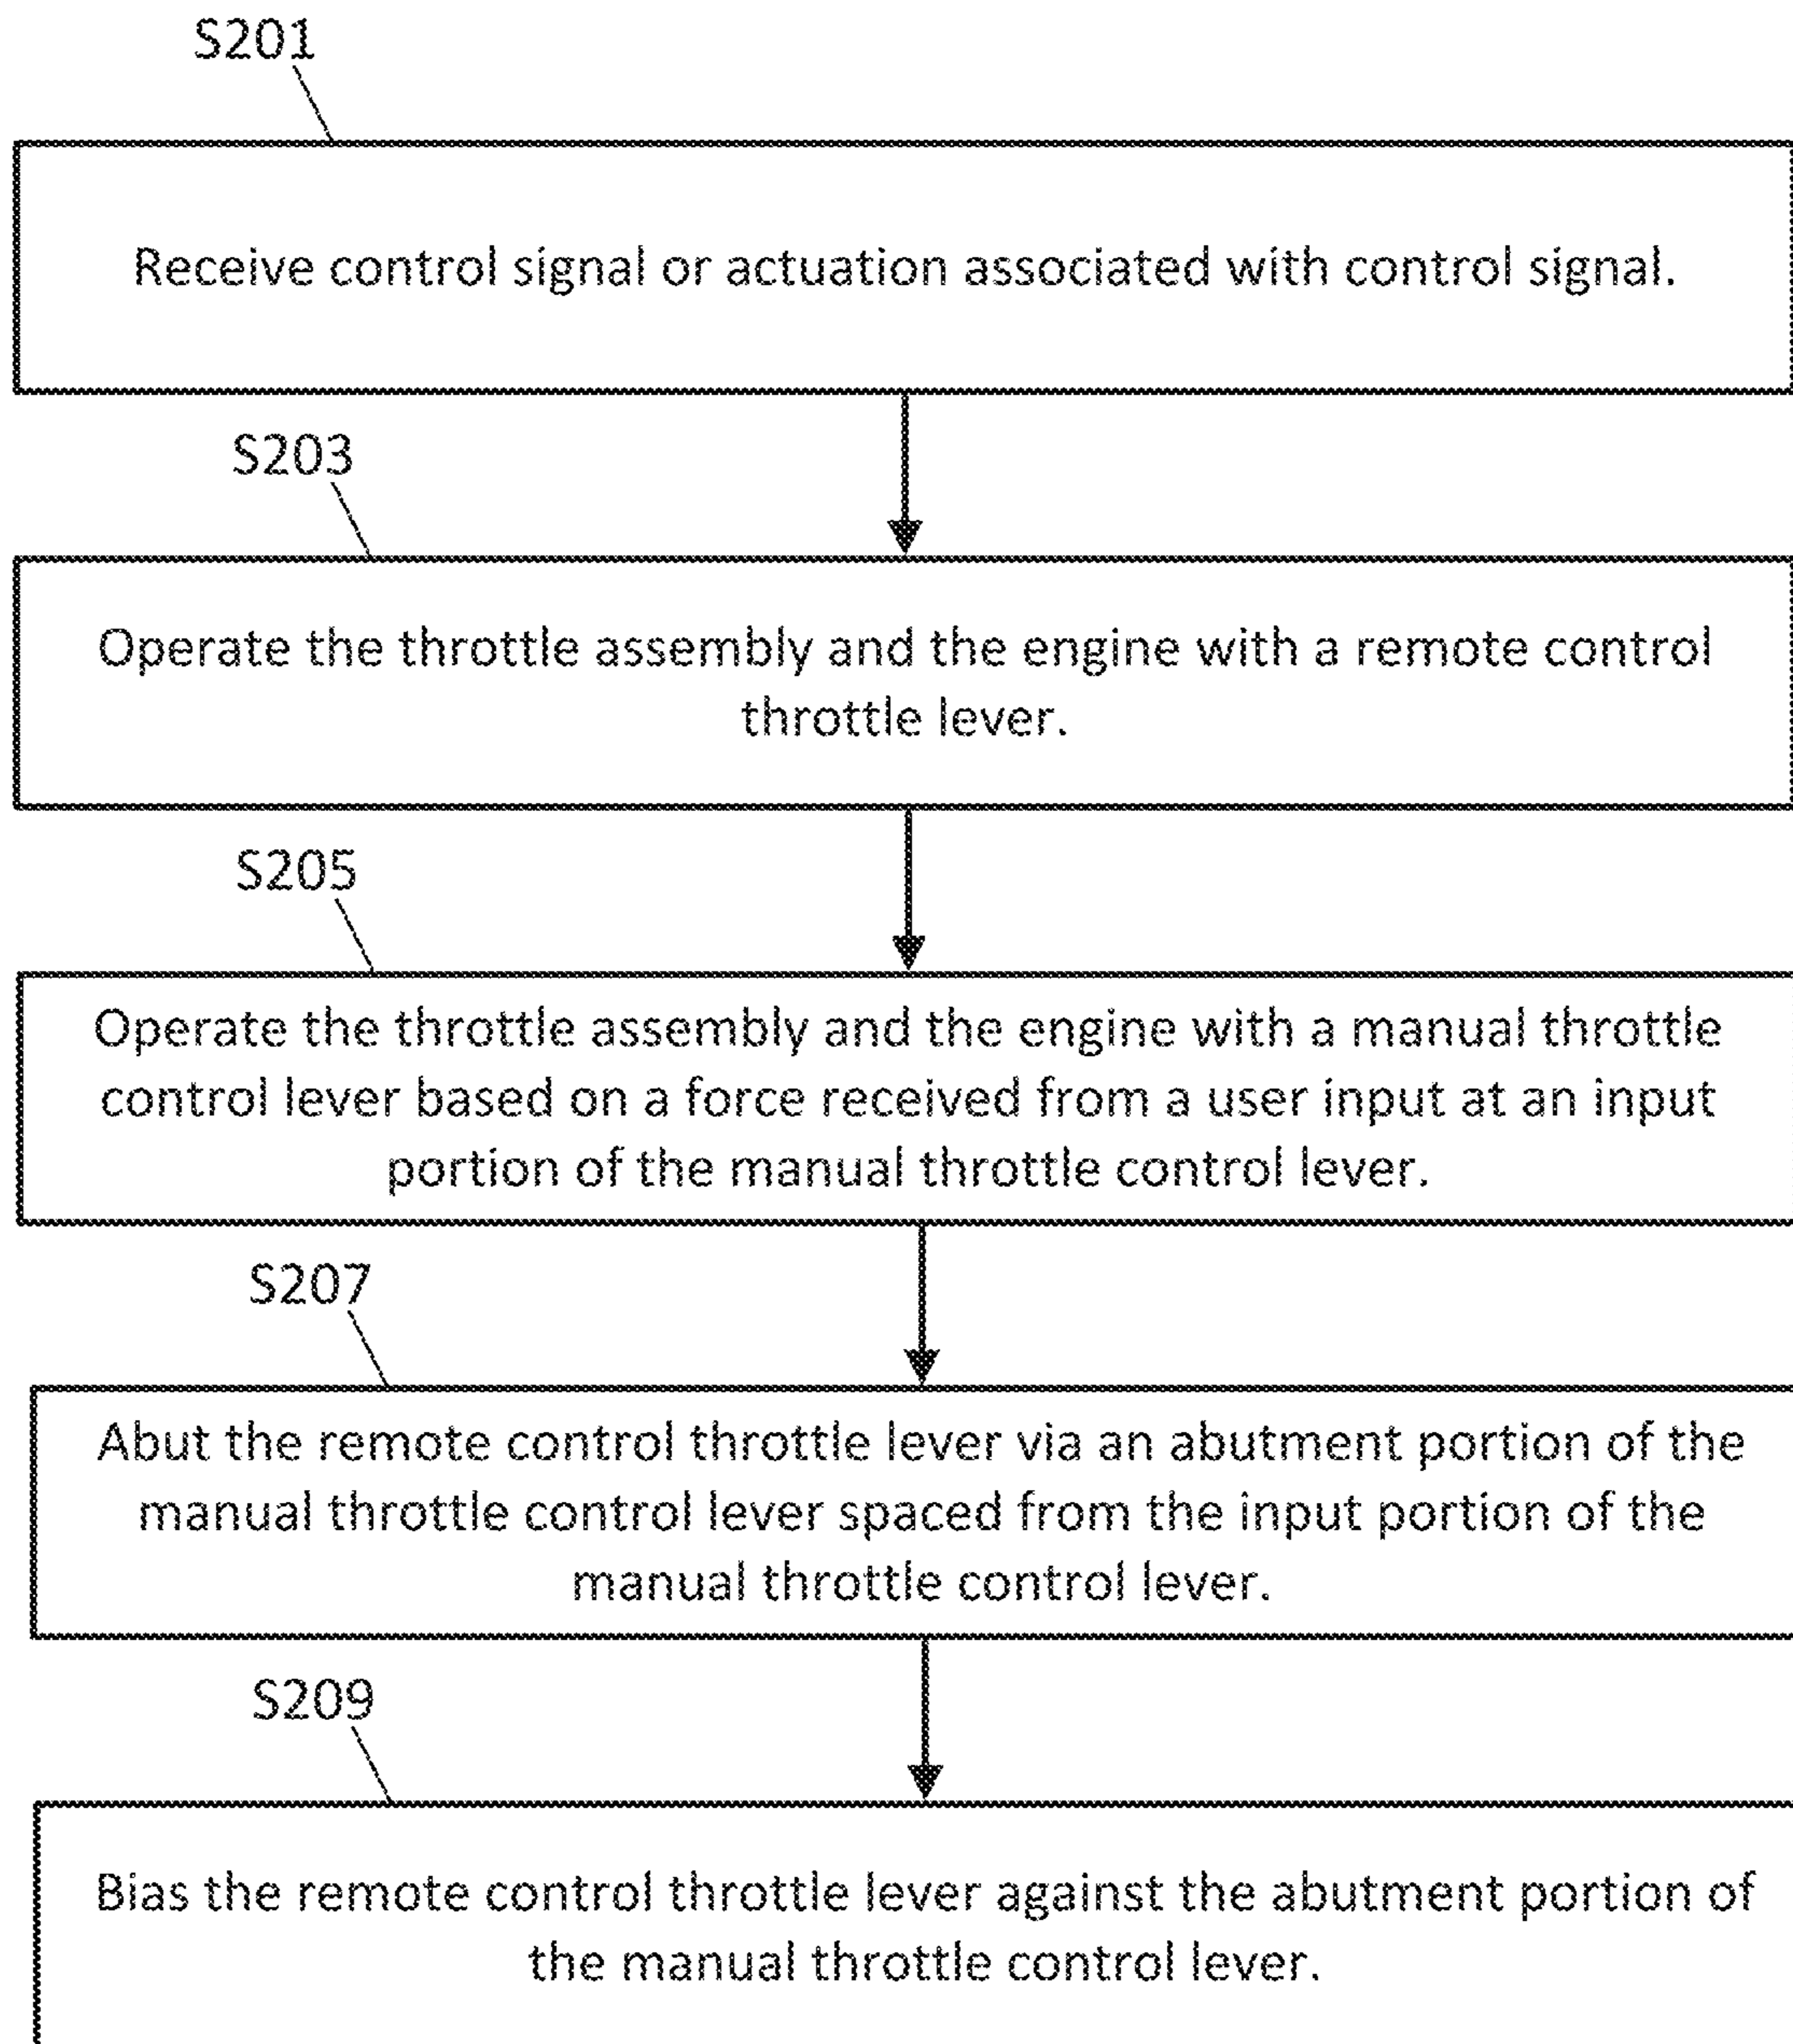 S201
Receive control signal or actuation associated with control signal.
S203
Operate the throttle assembly and the engine with a remote control
throttle lever.
S205
Operate the throttle assembly and the engine with a manual throttle
control lever based on a force received from a user input at an input
portion of the manual throttle control lever.
S207
Abut the remote control throttle lever via an abutment portion of the
manual throttle control lever spaced from the input portion of the
manual throttle control lever.
S209
Bias the remote control throttle lever against the abutment portion of
the manual throttle control lever.